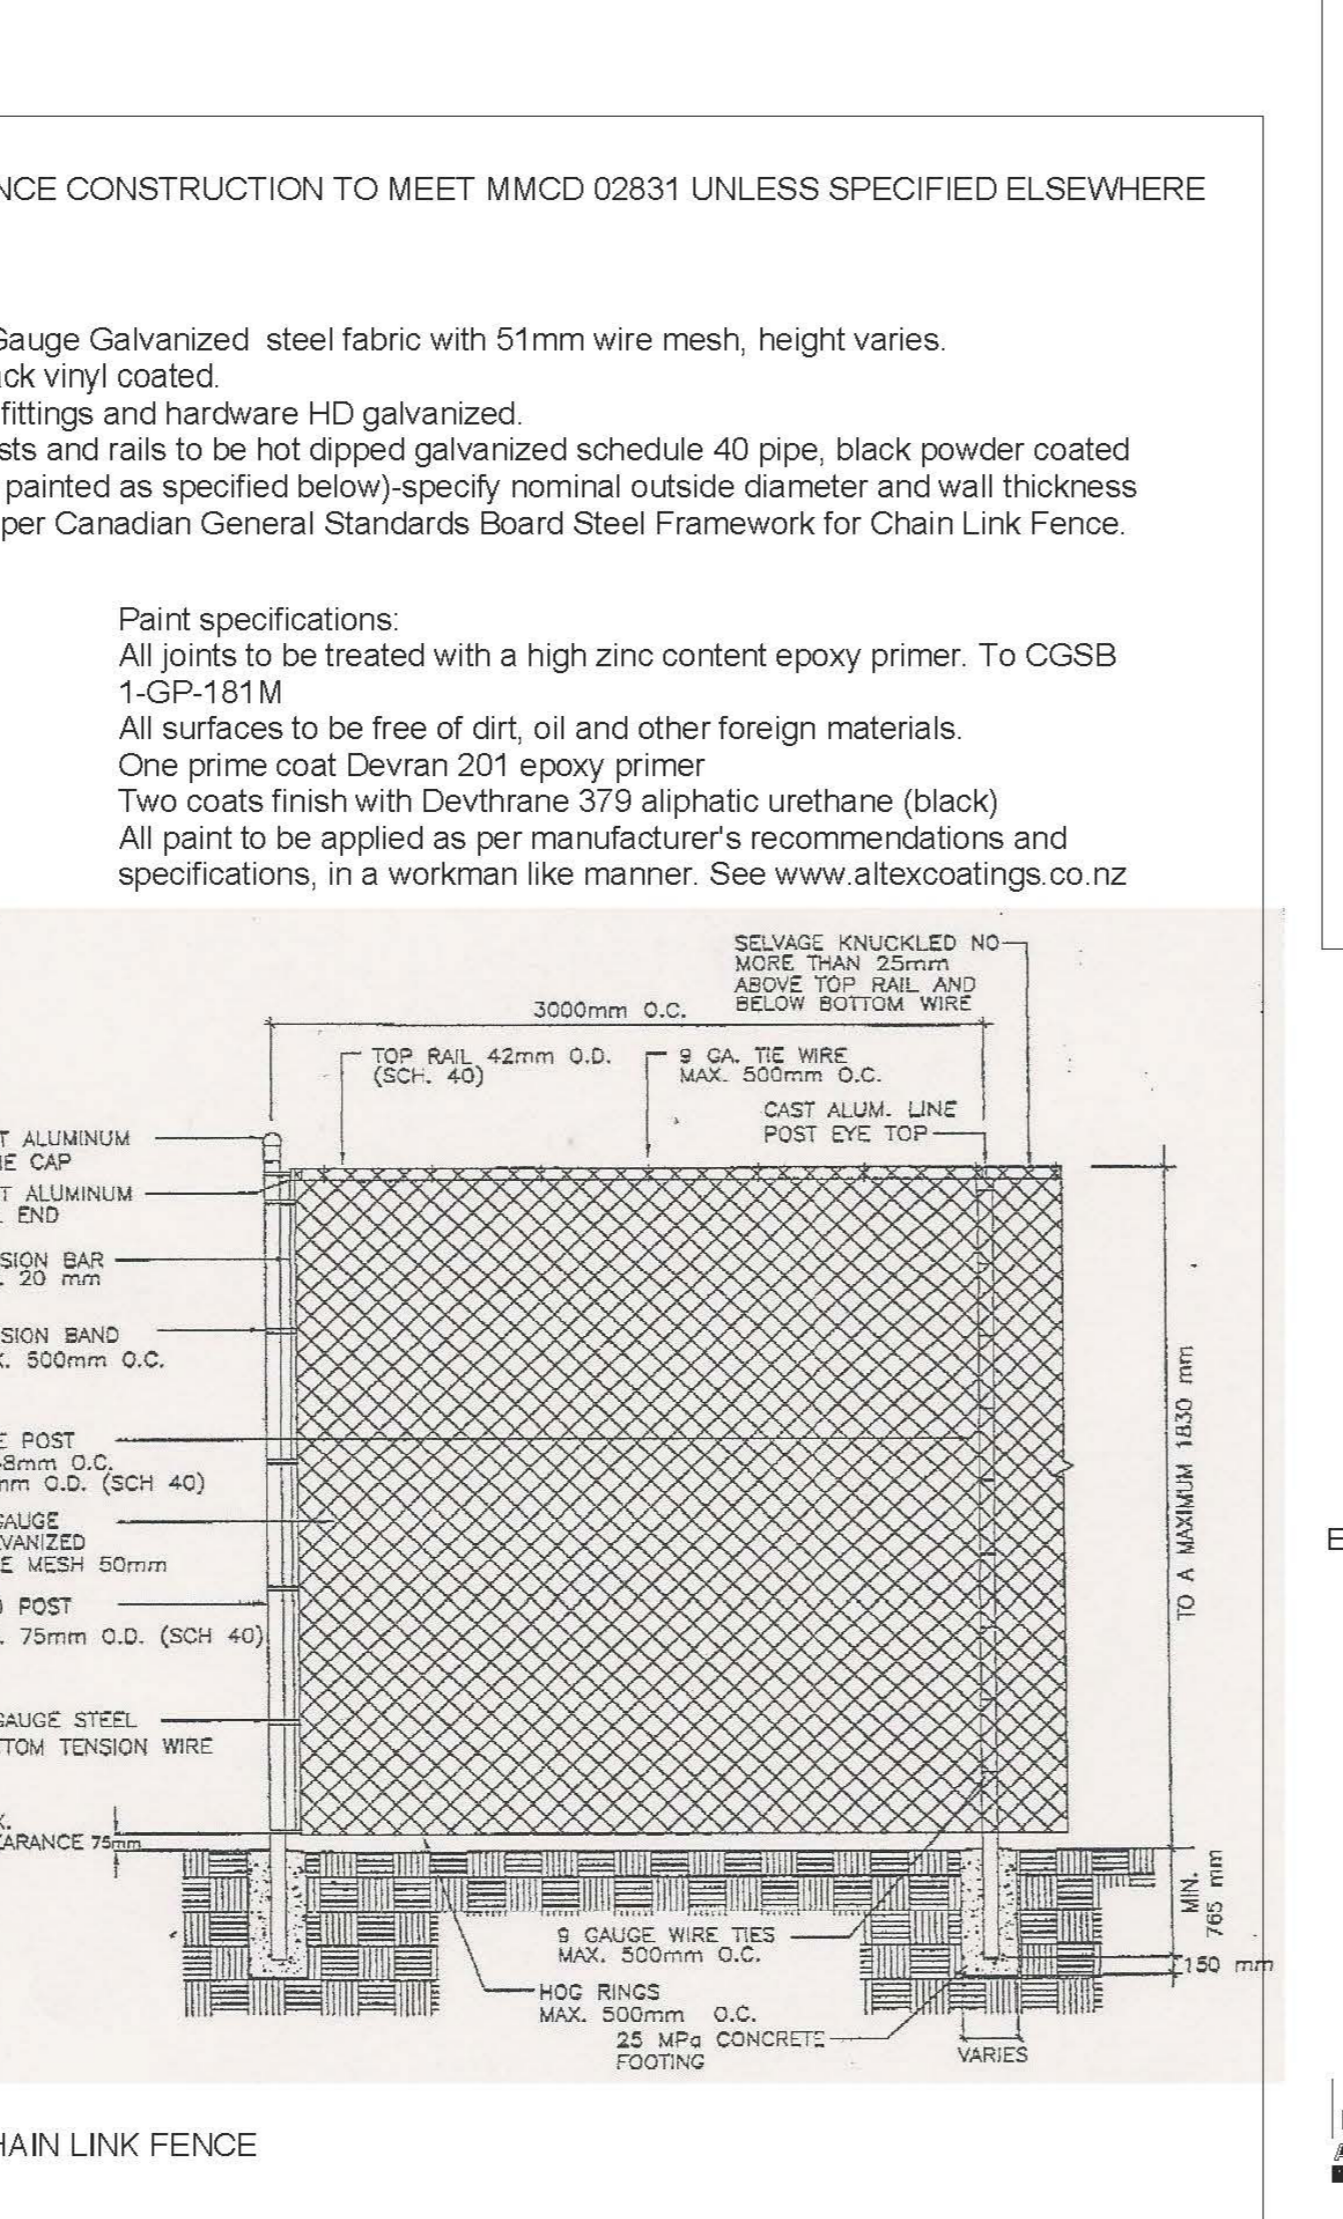 NCE CONSTRUCTION TO MEET MMCD 02831 UNLESS SPECIFIED ELSEWHERE
Gauge Galvanized steel fabric with 51mm wire mesh, height varies.
ack vinyl coated.
fittings and hardware HD galvanized.
sts and rails to be hot dipped galvanized schedule 40 pipe, black powder coated
painted as specified below)-specify nominal outside diameter and wall thickness
per Canadian General Standards Board Steel Framework for Chain Link Fence.
Paint specifications:
All joints to be treated with a high zinc content epoxy primer. To CGSB
1-GP-181M
All surfaces to be free of dirt, oil and other foreign materials.
One prime coat Devran 201 epoxy primer
Two coats finish with Devthrane 379 aliphatic urethane (black)
All paint to be applied as per manufacturer's recommendations and
specifications, in a workman like manner. See www.altexcoatings.co.nz
SELVAGE KNUCKLED NO
MORE THAN 25mm
ABOVE TOP RAIL AND
BELOW BOTTOM WIRE
3000mm O.C.
TOP RAIL 42mm O.D.
(SCH. 40)
9 GA. TIE WIRE
MAX. 500mm O.C.
CAST ALUM. LINE
POST EYE TOP
T ALUMINUM
NE CAP
T ALUMINUM
L END
SION BAR
. 20 mm
SION BAND
X. 500mm O.C.
E POST
48mm O.C.
mm O.D. (SCH 40)
GAUGE
VANIZED
E MESH 50mm
D POST
. 75mm O.D. (SCH 40)
GAUGE STEEL
TTOM TENSION WIRE
X.
EARANCE 75mm
TO A MAXIMUM 1830 mm
MIN.
765 mm
150 mm
9 GAUGE WIRE TIES
MAX. 500mm O.C.
HOG RINGS
MAX. 500mm O.C.
25 MPa CONCRETE
FOOTING
VARIES
HAIN LINK FENCE
E